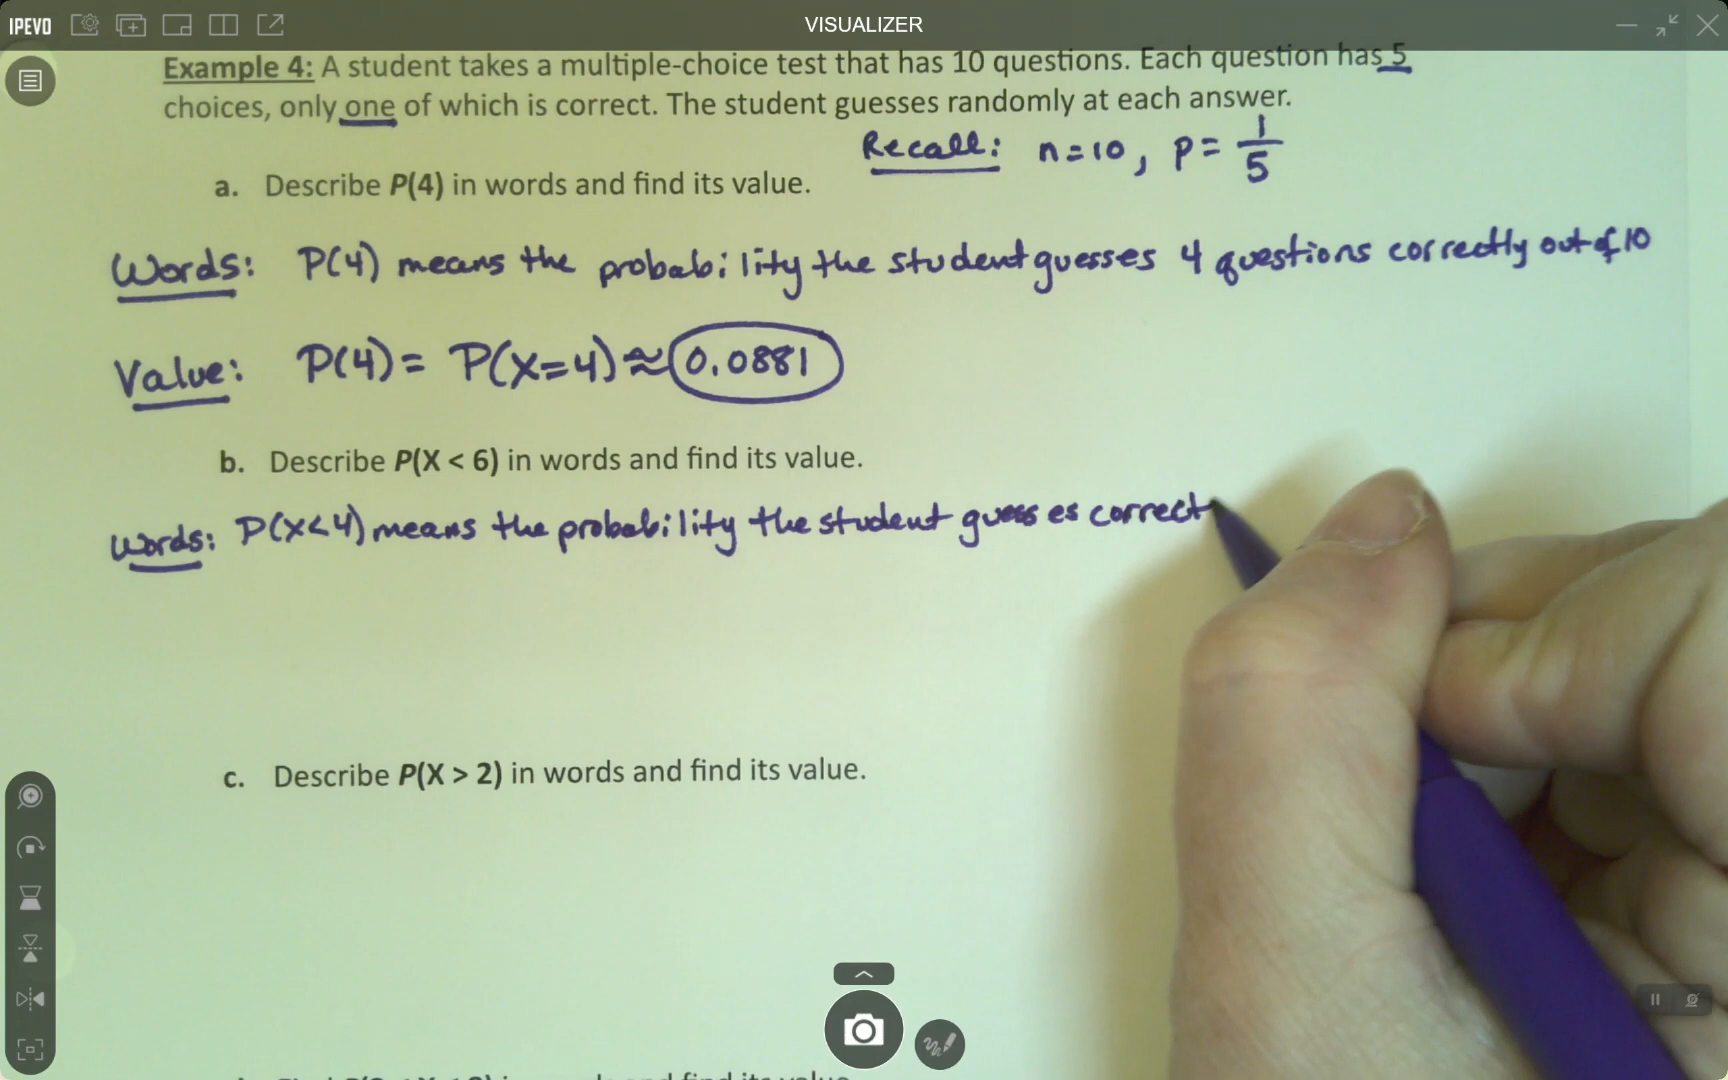 IPEVO
VISUALIZER
Example 4: A student takes a multiple-choice test that has 10 questions. Each question has 5
choices, only one of which is correct. The student guesses randomly at each answer.
Recall: n=10, p=1/5
a. Describe P(4) in words and find its value.
Words: P(4) means the probability the student guesses 4 questions correctly out of 10
Value: P(4) = P(X=4) ≈ 0.0881
b. Describe P(X < 6) in words and find its value.
Words: P(X<4) means the probability the student guesses correct
c. Describe P(X > 2) in words and find its value.